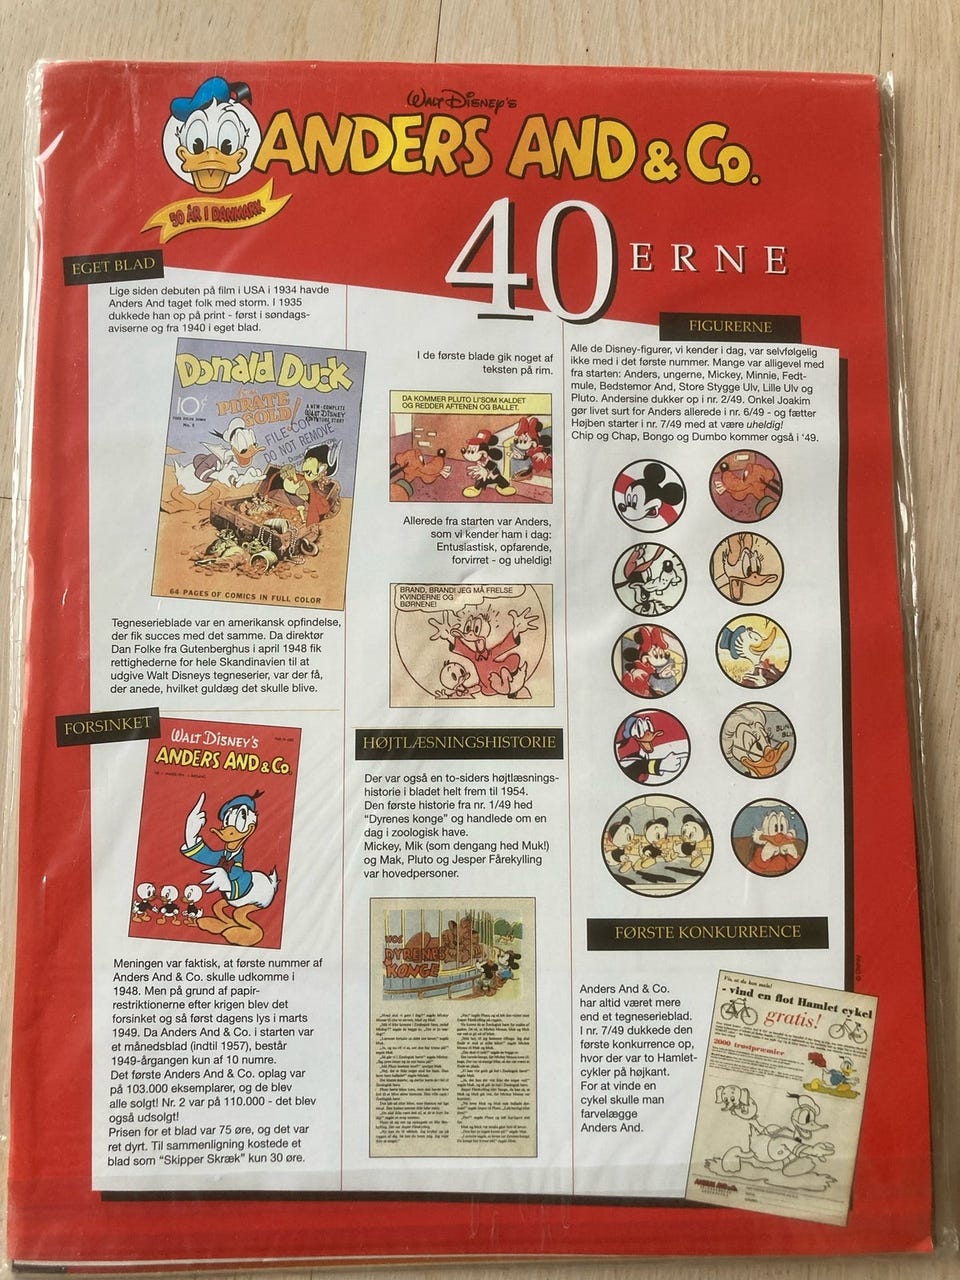 WALT DISNEY'S
ANDERS AND & Co.
50 ÅR I DANMARK
40 ERNE
EGET BLAD
Lige siden debuten på film i USA i 1934 havde
Anders And taget folk med storm. I 1935
dukkede han op på print - først i søndags-
aviserne og fra 1940 i eget blad.
Donald Duck
PIRATE
GOLD!
10¢
A NEW-COMPLETE
WALT DISNEY
ADVENTURE STORY
FILE COPY
DO NOT REMOVE
64 PAGES OF COMICS IN FULL COLOR
Tegneserieblade var en amerikansk opfindelse,
der fik succes med det samme. Da direktør
Dan Folke fra Gutenberghus i april 1948 fik
rettighederne for hele Skandinavien til at
udgive Walt Disneys tegneserier, var der få,
der anede, hvilket guldæg det skulle blive.
FORSINKET
WALT DISNEY'S
ANDERS AND & Co.
Meningen var faktisk, at første nummer af
Anders And & Co. skulle udkomme i
1948. Men på grund af papir-
restriktionerne efter krigen blev det
forsinket og så først dagens lys i marts
1949. Da Anders And & Co. i starten var
et månedsblad (indtil 1957), består
1949-årgangen kun af 10 numre.
Det første Anders And & Co. oplag var
på 103.000 eksemplarer, og de blev
alle solgt! Nr. 2 var på 110.000 - det blev
også udsolgt!
Prisen for et blad var 75 øre, og det var
ret dyrt. Til sammenligning kostede et
blad som "Skipper Skræk" kun 30 øre.
I de første blade gik noget af
teksten på rim.
DA KOMMER PLUTO LI'SOM KALDET
OG REDDER AFTENEN OG BALLET.
Allerede fra starten var Anders,
som vi kender ham i dag:
Entusiastisk, opfarende,
forvirret - og uheldig!
BRAND, BRAND! JEG MÅ FRELSE
KVINDERNE OG
BØRNENE!
HØJTLÆSNINGSHISTORIE
Der var også en to-siders højtlæsnings-
historie i bladet helt frem til 1954.
Den første historie fra nr. 1/49 hed
"Dyrenes konge" og handlede om en
dag i zoologisk have.
Mickey, Mik (som dengang hed Muk!)
og Mak, Pluto og Jesper Fårekylling
var hovedpersoner.
DYRENES
KONGE
FIGURERNE
Alle de Disney-figurer, vi kender i dag, var selvfølgelig
ikke med i det første nummer. Mange var alligevel med
fra starten: Anders, ungerne, Mickey, Minnie, Fedt-
mule, Bedstemor And, Store Stygge Ulv, Lille Ulv og
Pluto. Andersine dukker op i nr. 2/49. Onkel Joakim
gør livet surt for Anders allerede i nr. 6/49 - og fætter
Højben starter i nr. 7/49 med at være uheldig!
Chip og Chap, Bongo og Dumbo kommer også i '49.
FØRSTE KONKURRENCE
Anders And & Co.
har altid været mere
end et tegneserieblad.
I nr. 7/49 dukkede den
første konkurrence op,
hvor der var to Hamlet-
cykler på højkant.
For at vinde en
cykel skulle man
farvelægge
Anders And.
© Disney
Vis, at du kan male!
- vind en flot Hamlet cykel
gratis!
2000 trøstpræmier